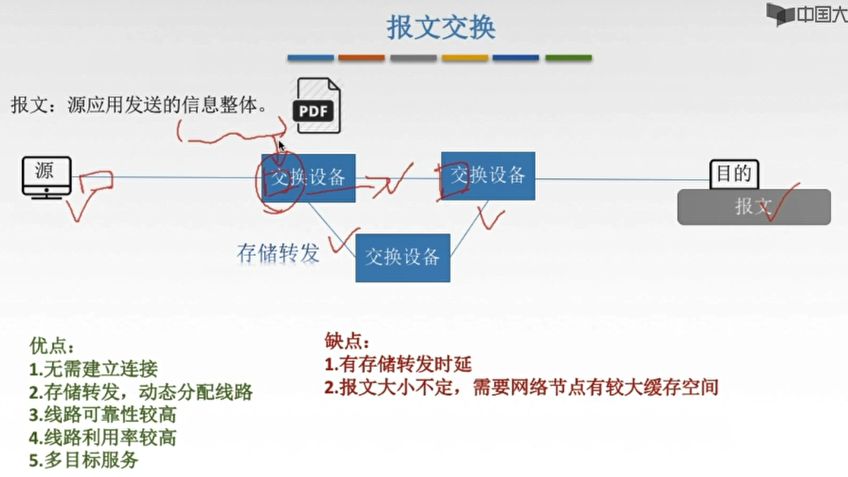 中国大
报文交换
报文：源应用发送的信息整体。
PDF
源
交换设备
交换设备
目的
报文
存储转发
交换设备
优点：
1.无需建立连接
2.存储转发，动态分配线路
3.线路可靠性较高
4.线路利用率较高
5.多目标服务
缺点：
1.有存储转发时延
2.报文大小不定，需要网络节点有较大缓存空间